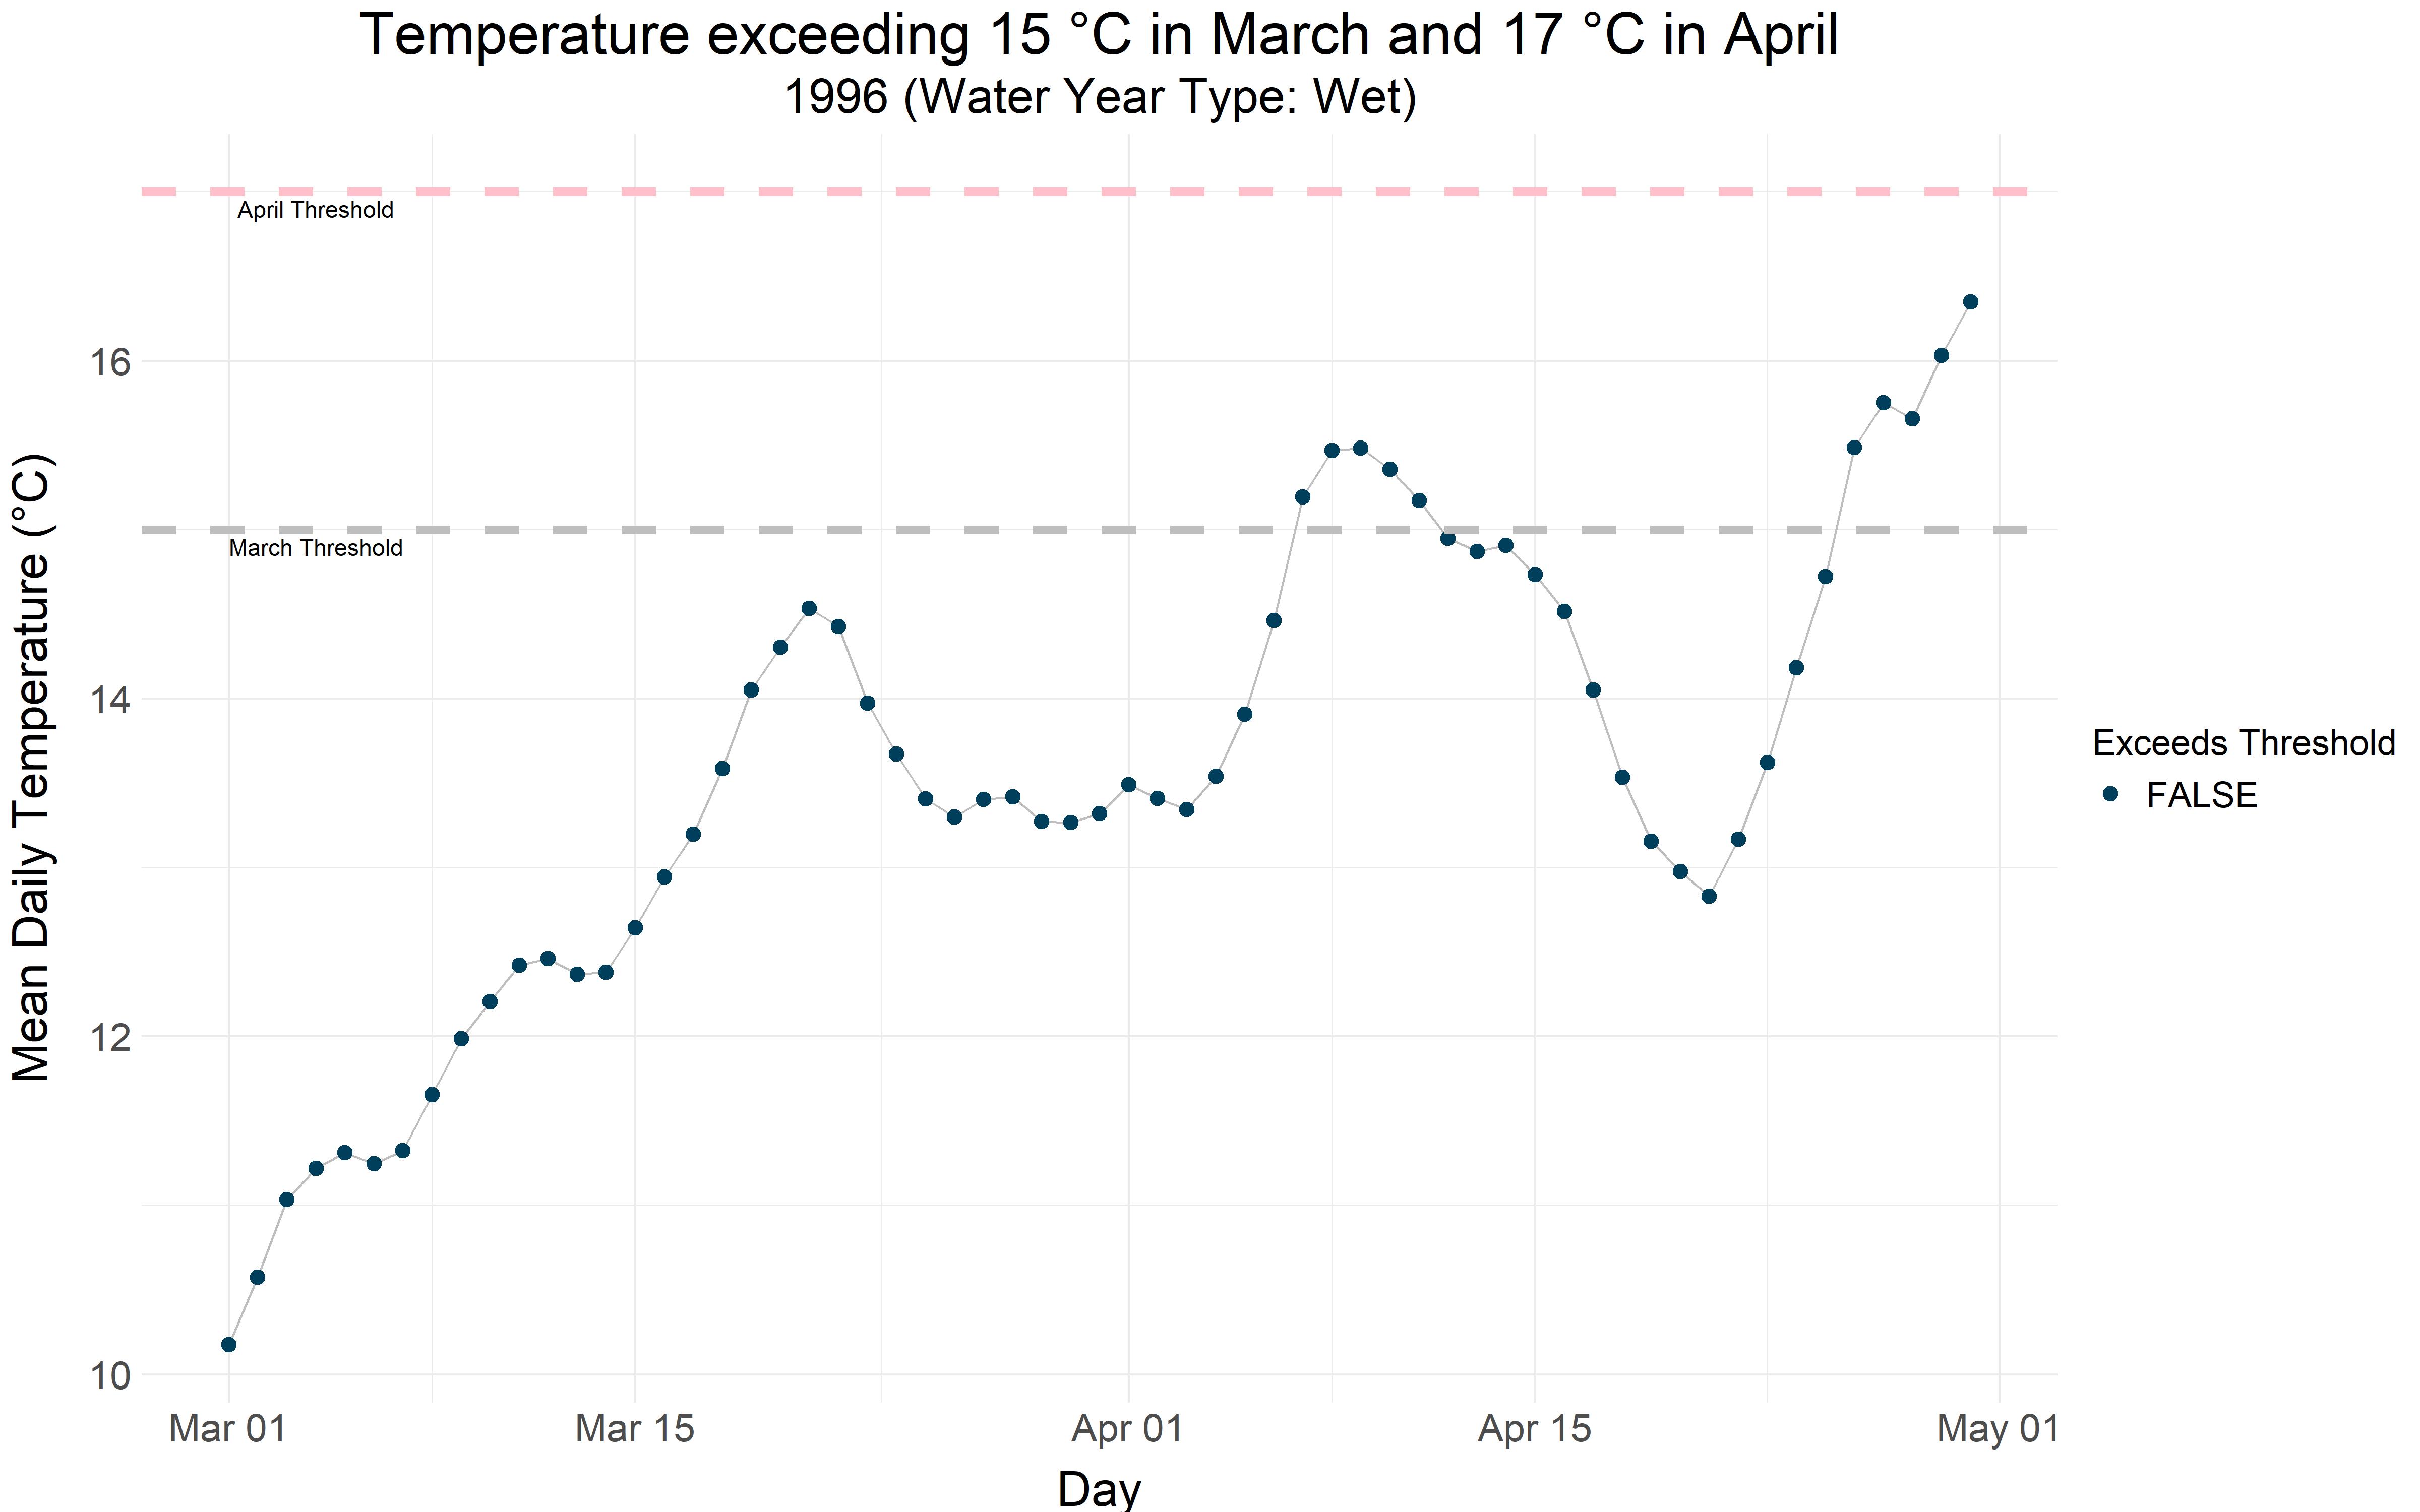 Temperature exceeding 15 °C in March and 17 °C in April
1996 (Water Year Type: Wet)
April Threshold
March Threshold
16
14
12
10
Mean Daily Temperature (°C)
Mar 01
Mar 15
Apr 01
Apr 15
May 01
Day
Exceeds Threshold
FALSE